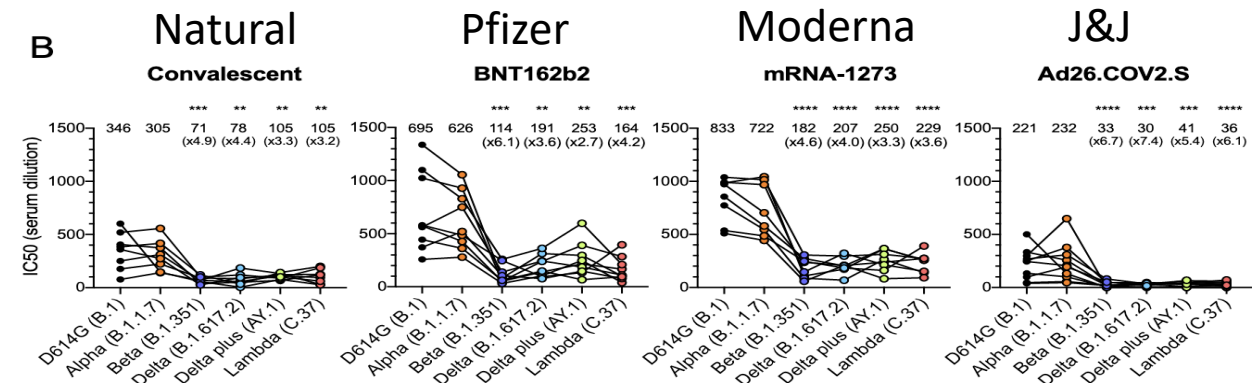 Natural Pfizer Moderna J&J
B
Convalescent BNT162b2 mRNA-1273 Ad26.COV2.S
*** ** ** **
346 305 71 78 105 105
(x4.9) (x4.4) (x3.3) (x3.2)
*** ** ** ***
695 626 114 191 253 164
(x6.1) (x3.6) (x2.7) (x4.2)
**** **** **** ****
833 722 182 207 250 229
(x4.6) (x4.0) (x3.3) (x3.6)
**** *** *** ****
221 232 33 30 41 36
(x6.7) (x7.4) (x5.4) (x6.1)
IC50 (serum dilution)
1500
1000
500
0
D614G (B.1)
Alpha (B.1.1.7)
Beta (B.1.351)
Delta (B.1.617.2)
Delta plus (AY.1)
Lambda (C.37)
1500
1000
500
0
D614G (B.1)
Alpha (B.1.1.7)
Beta (B.1.351)
Delta (B.1.617.2)
Delta plus (AY.1)
Lambda (C.37)
1500
1000
500
0
D614G (B.1)
Alpha (B.1.1.7)
Beta (B.1.351)
Delta (B.1.617.2)
Delta plus (AY.1)
Lambda (C.37)
1500
1000
500
0
D614G (B.1)
Alpha (B.1.1.7)
Beta (B.1.351)
Delta (B.1.617.2)
Delta plus (AY.1)
Lambda (C.37)